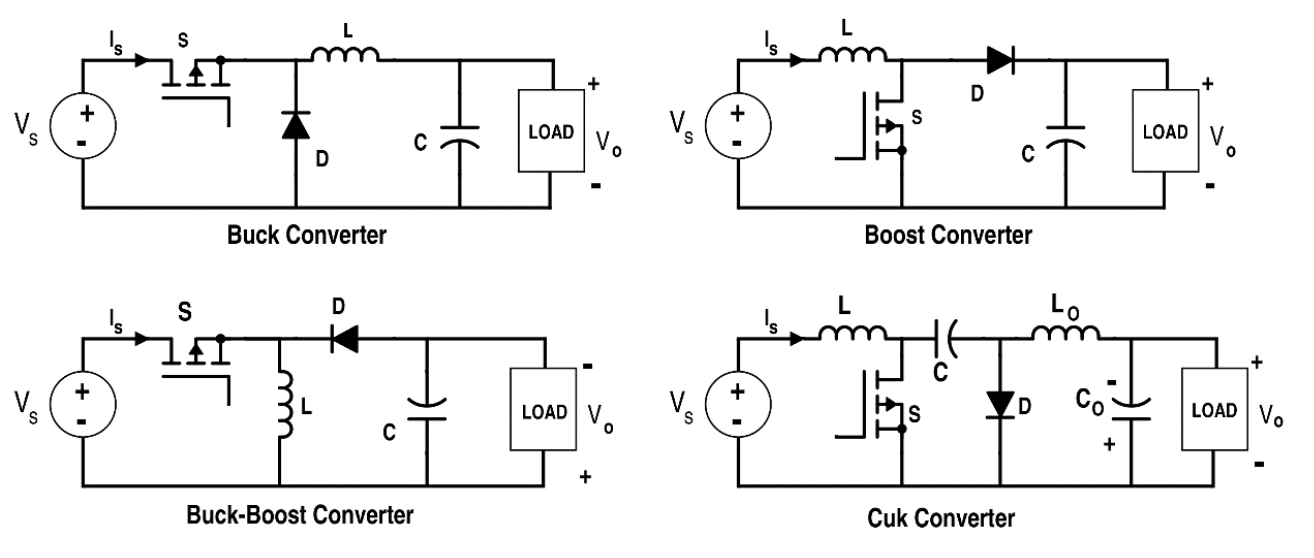 I_s S L
V_s + - D C LOAD + V_o -
Buck Converter
I_s L D
V_s + - S C LOAD + V_o -
Boost Converter
I_s S D
V_s + - L C LOAD - V_o +
Buck-Boost Converter
I_s L C L_O
V_s + - S D C_O - + LOAD + V_o -
Cuk Converter